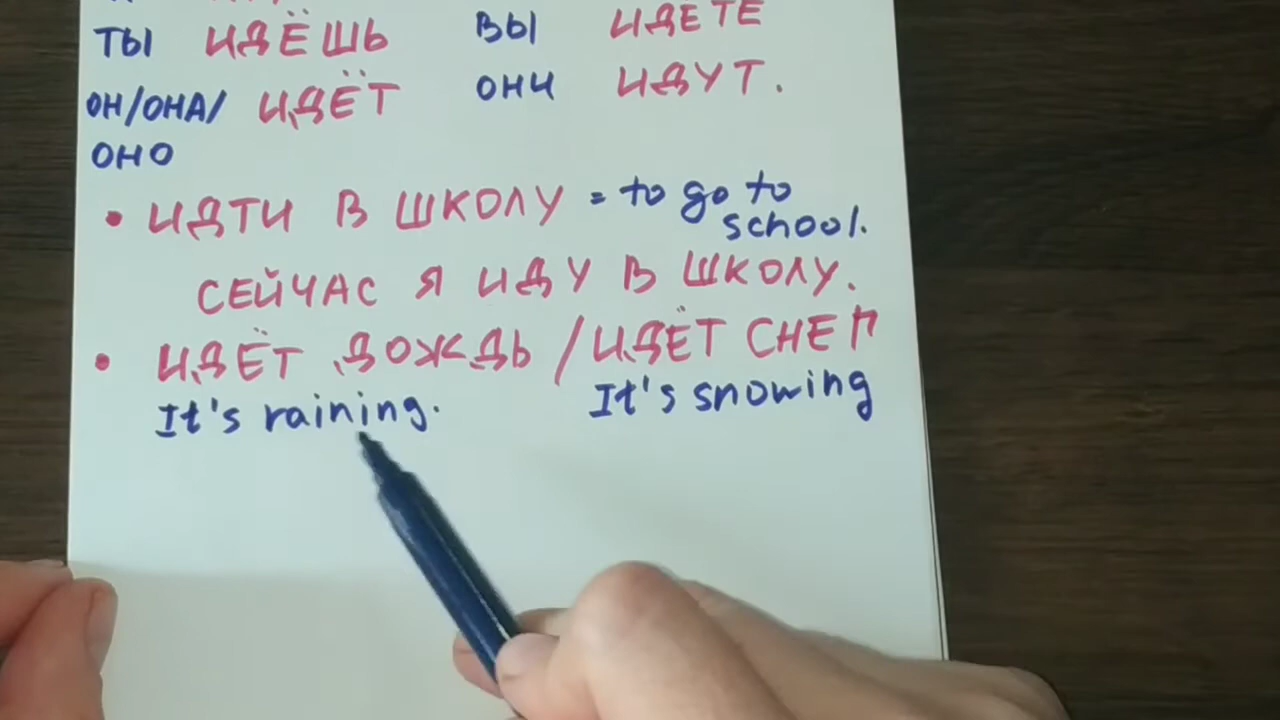 ТЫ ИДЁШЬ ВЫ ИДЕТЕ
ОН/ОНА/ ИДЁТ ОНИ ИДУТ.
ОНО
• ИДТИ В ШКОЛУ = to go to
school.
СЕЙЧАС Я ИДУ В ШКОЛУ.
• ИДЁТ ДОЖДЬ / ИДЁТ СНЕГ
It's raining. It's snowing